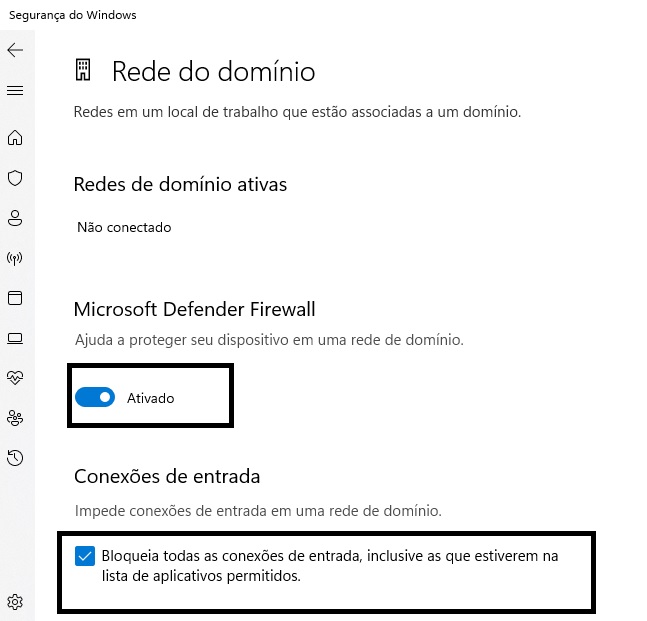 Segurança do Windows
Rede do domínio
Redes em um local de trabalho que estão associadas a um domínio.
Redes de domínio ativas
Não conectado
Microsoft Defender Firewall
Ajuda a proteger seu dispositivo em uma rede de domínio.
Ativado
Conexões de entrada
Impede conexões de entrada em uma rede de domínio.
Bloqueia todas as conexões de entrada, inclusive as que estiverem na
lista de aplicativos permitidos.